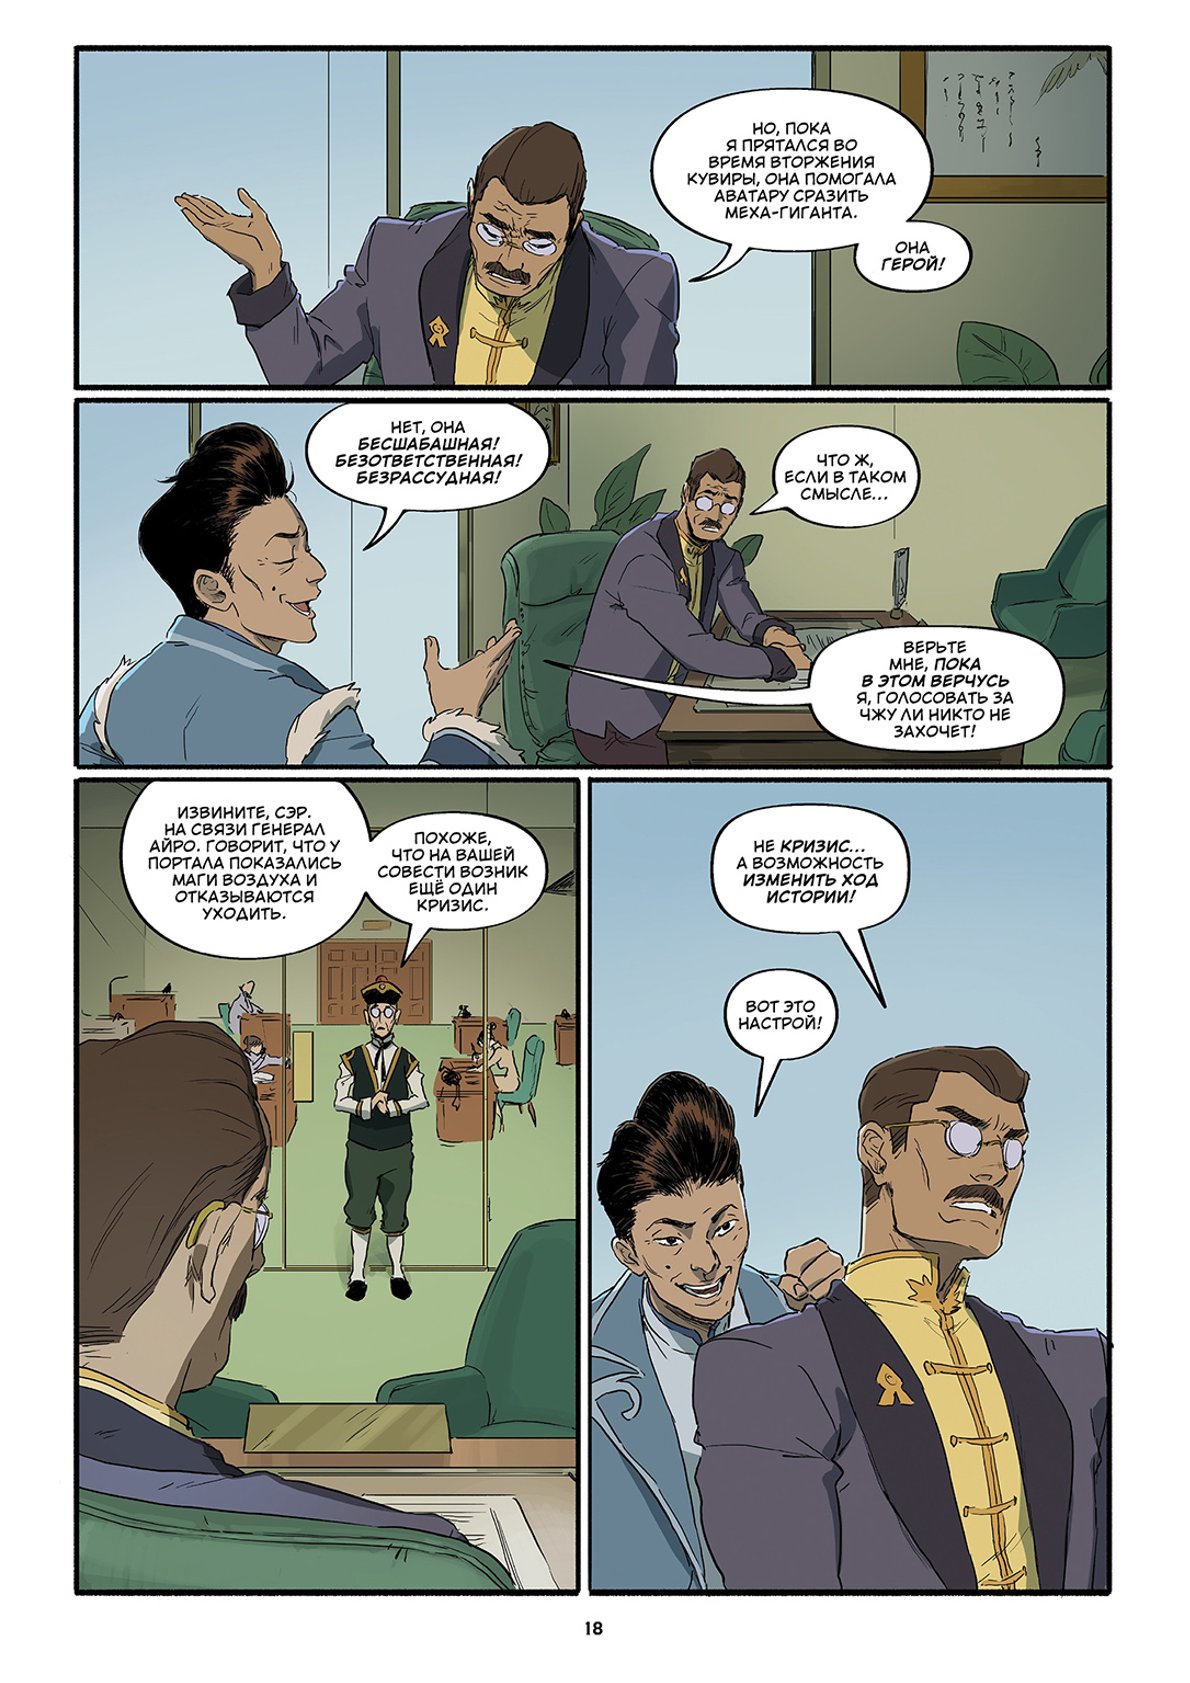 НО, ПОКА
Я ПРЯТАЛСЯ ВО
ВРЕМЯ ВТОРЖЕНИЯ
КУВИРЫ, ОНА ПОМОГАЛА
АВАТАРУ СРАЗИТЬ
МЕХА-ГИГАНТА.
ОНА
ГЕРОЙ!
НЕТ, ОНА
БЕСШАБАШНАЯ!
БЕЗОТВЕТСТВЕННАЯ!
БЕЗРАССУДНАЯ!
ЧТО Ж,
ЕСЛИ В ТАКОМ
СМЫСЛЕ...
ВЕРЬТЕ
МНЕ, ПОКА
В ЭТОМ ВЕРЧУСЬ
Я, ГОЛОСОВАТЬ ЗА
ЧЖУ ЛИ НИКТО НЕ
ЗАХОЧЕТ!
ИЗВИНИТЕ, СЭР.
НА СВЯЗИ ГЕНЕРАЛ
АЙРО. ГОВОРИТ, ЧТО У
ПОРТАЛА ПОКАЗАЛИСЬ
МАГИ ВОЗДУХА И
ОТКАЗЫВАЮТСЯ
УХОДИТЬ.
ПОХОЖЕ,
ЧТО НА ВАШЕЙ
СОВЕСТИ ВОЗНИК
ЕЩЁ ОДИН
КРИЗИС.
НЕ КРИЗИС...
А ВОЗМОЖНОСТЬ
ИЗМЕНИТЬ ХОД
ИСТОРИИ!
ВОТ ЭТО
НАСТРОЙ!
18